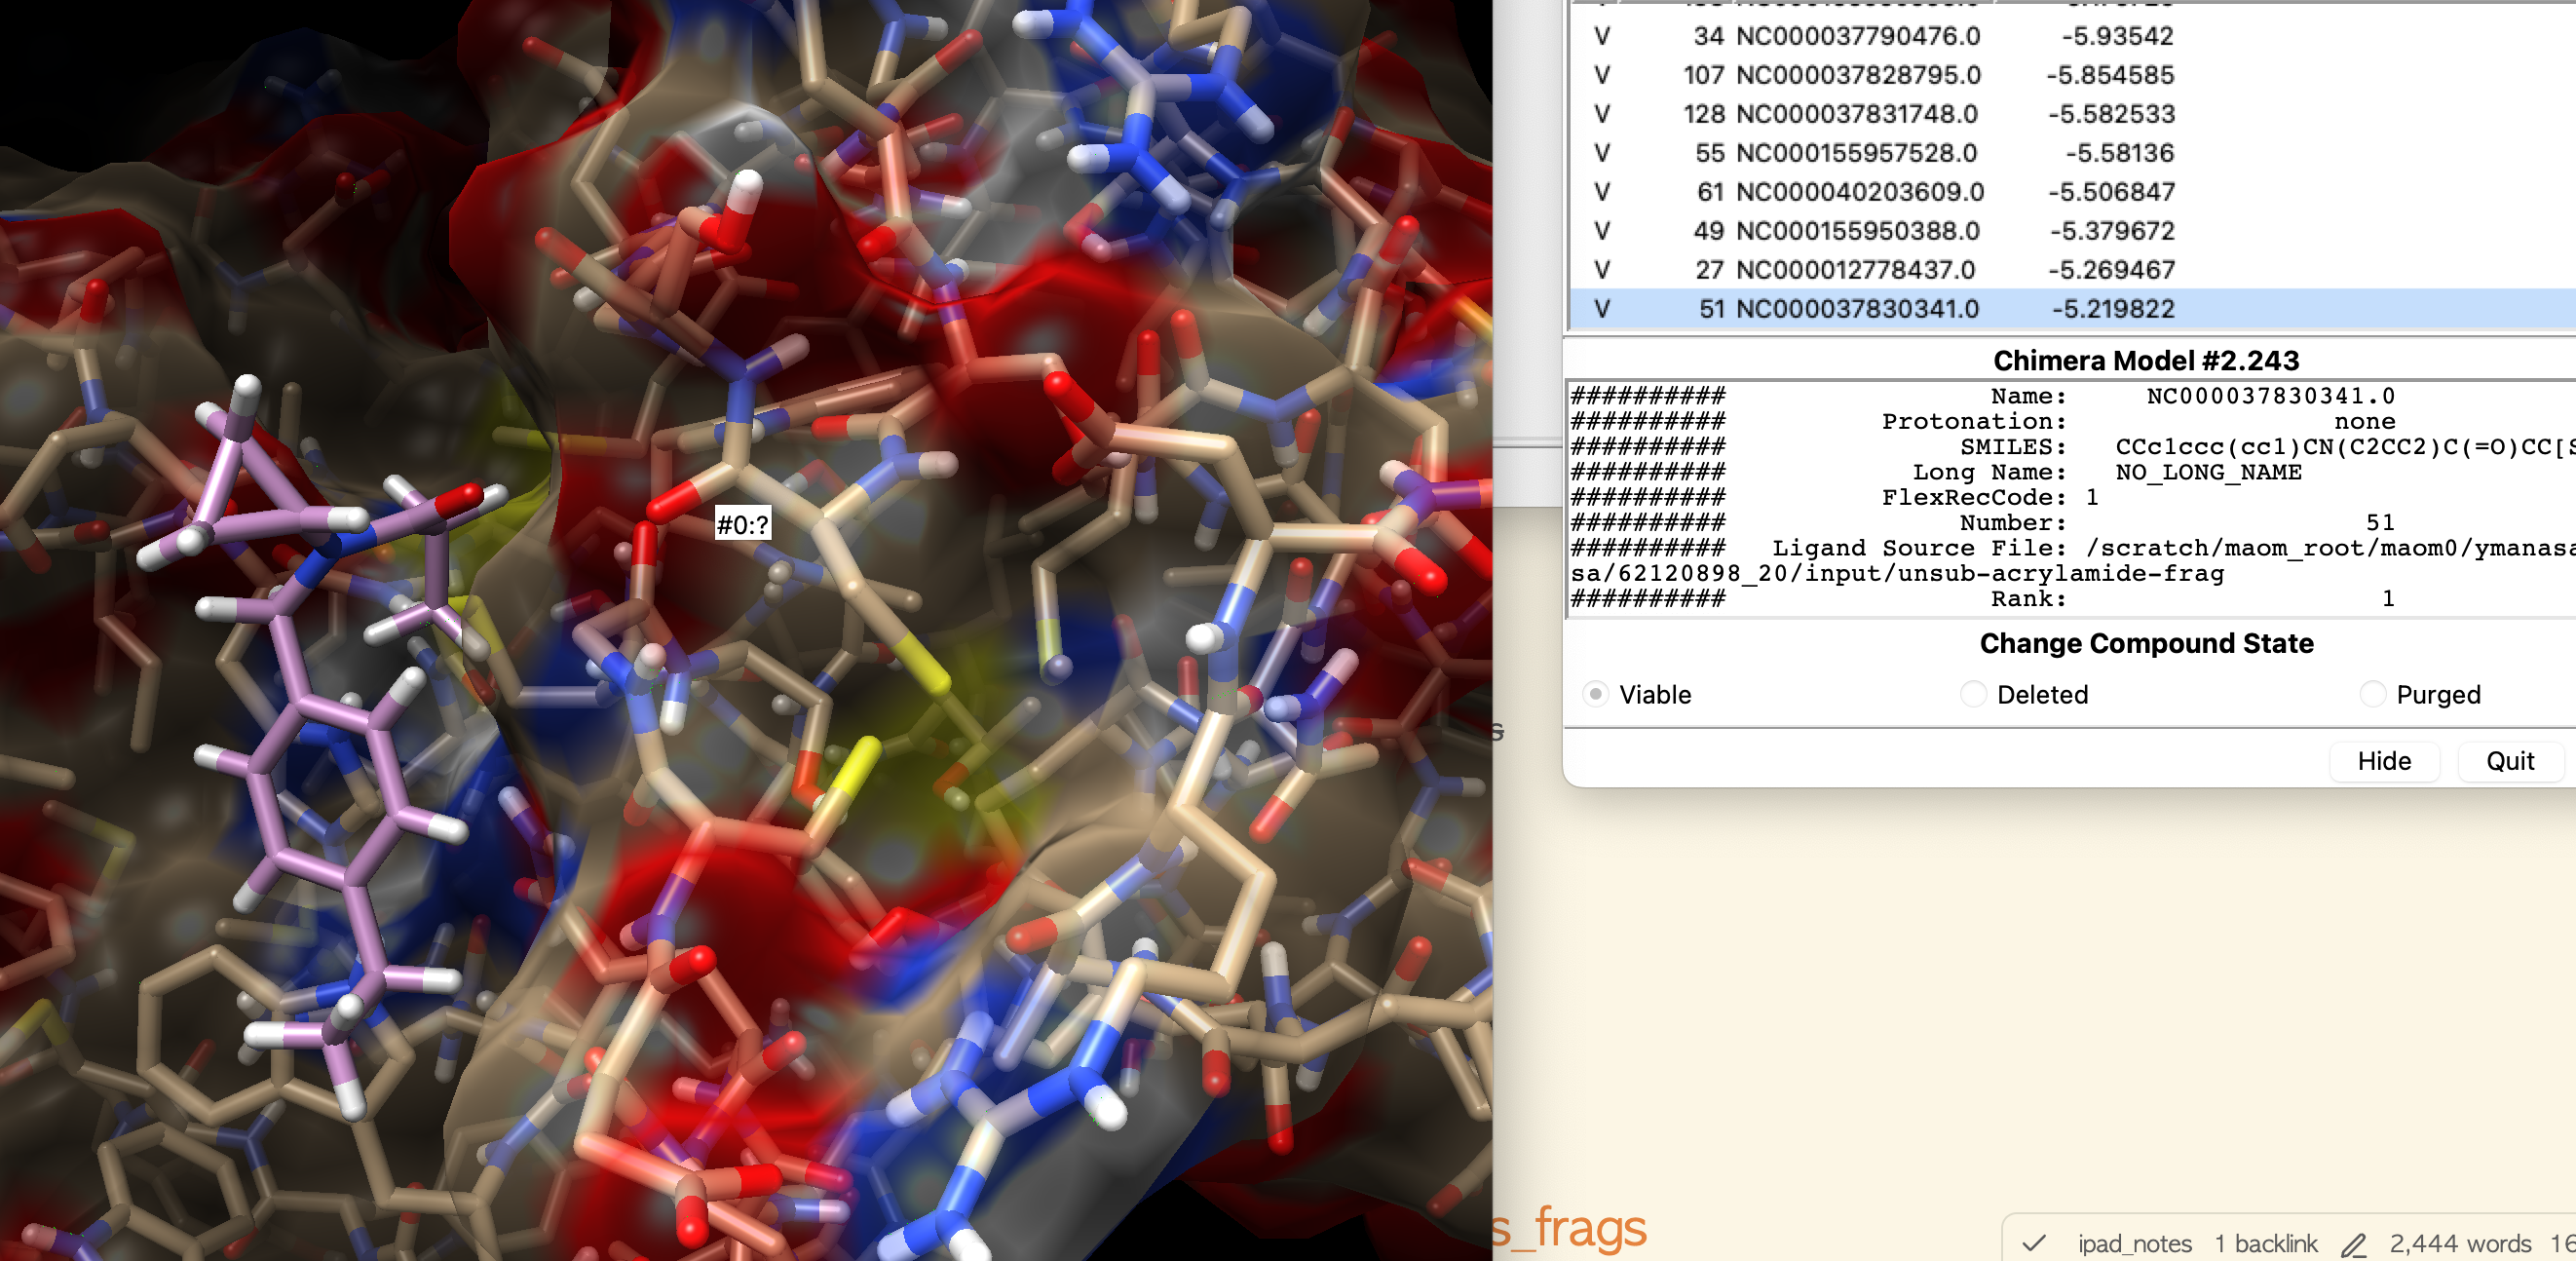 V 34 NC000037790476.0 -5.93542
V 107 NC000037828795.0 -5.854585
V 128 NC000037831748.0 -5.582533
V 55 NC000155957528.0 -5.58136
V 61 NC000040203609.0 -5.506847
V 49 NC000155950388.0 -5.379672
V 27 NC000012778437.0 -5.269467
V 51 NC000037830341.0 -5.219822
Chimera Model #2.243
########## Name: NC000037830341.0
########## Protonation: none
########## SMILES: CCc1ccc(cc1)CN(C2CC2)C(=O)CC[S
########## Long Name: NO_LONG_NAME
########## FlexRecCode: 1
########## Number: 51
########## Ligand Source File: /scratch/maom_root/maom0/ymanasa
sa/62120898_20/input/unsub-acrylamide-frag
########## Rank: 1
Change Compound State
Viable Deleted Purged
Hide Quit
#0:?
s
s_frags
ipad_notes 1 backlink 2,444 words 16